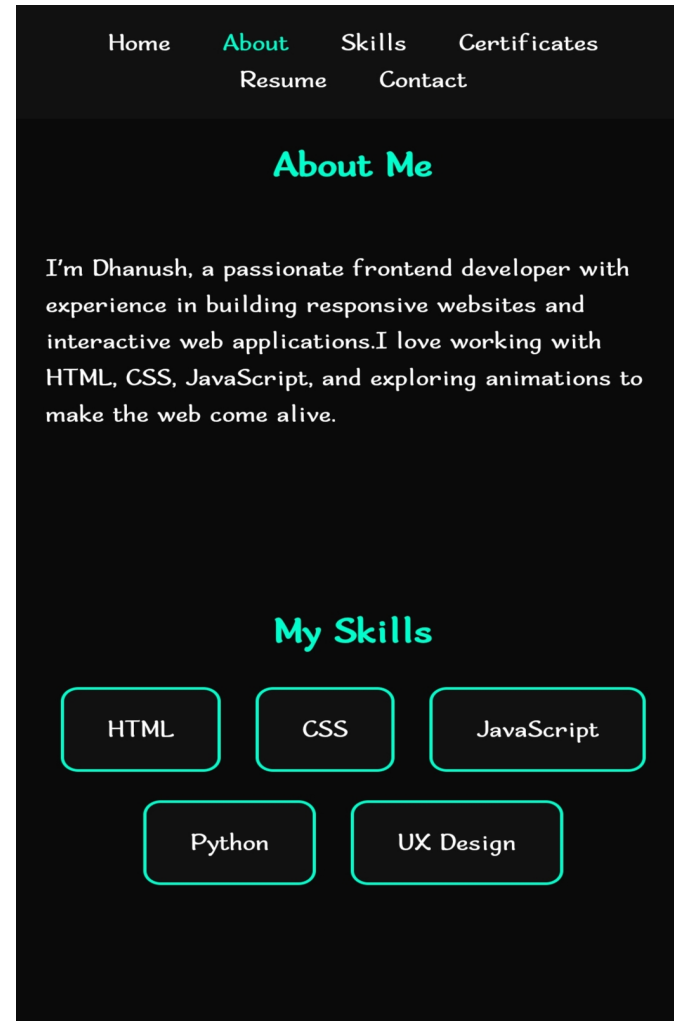 Home About Skills Certificates
Resume Contact
About Me
I'm Dhanush, a passionate frontend developer with
experience in building responsive websites and
interactive web applications.I love working with
HTML, CSS, JavaScript, and exploring animations to
make the web come alive.
My Skills
HTML CSS JavaScript
Python UX Design